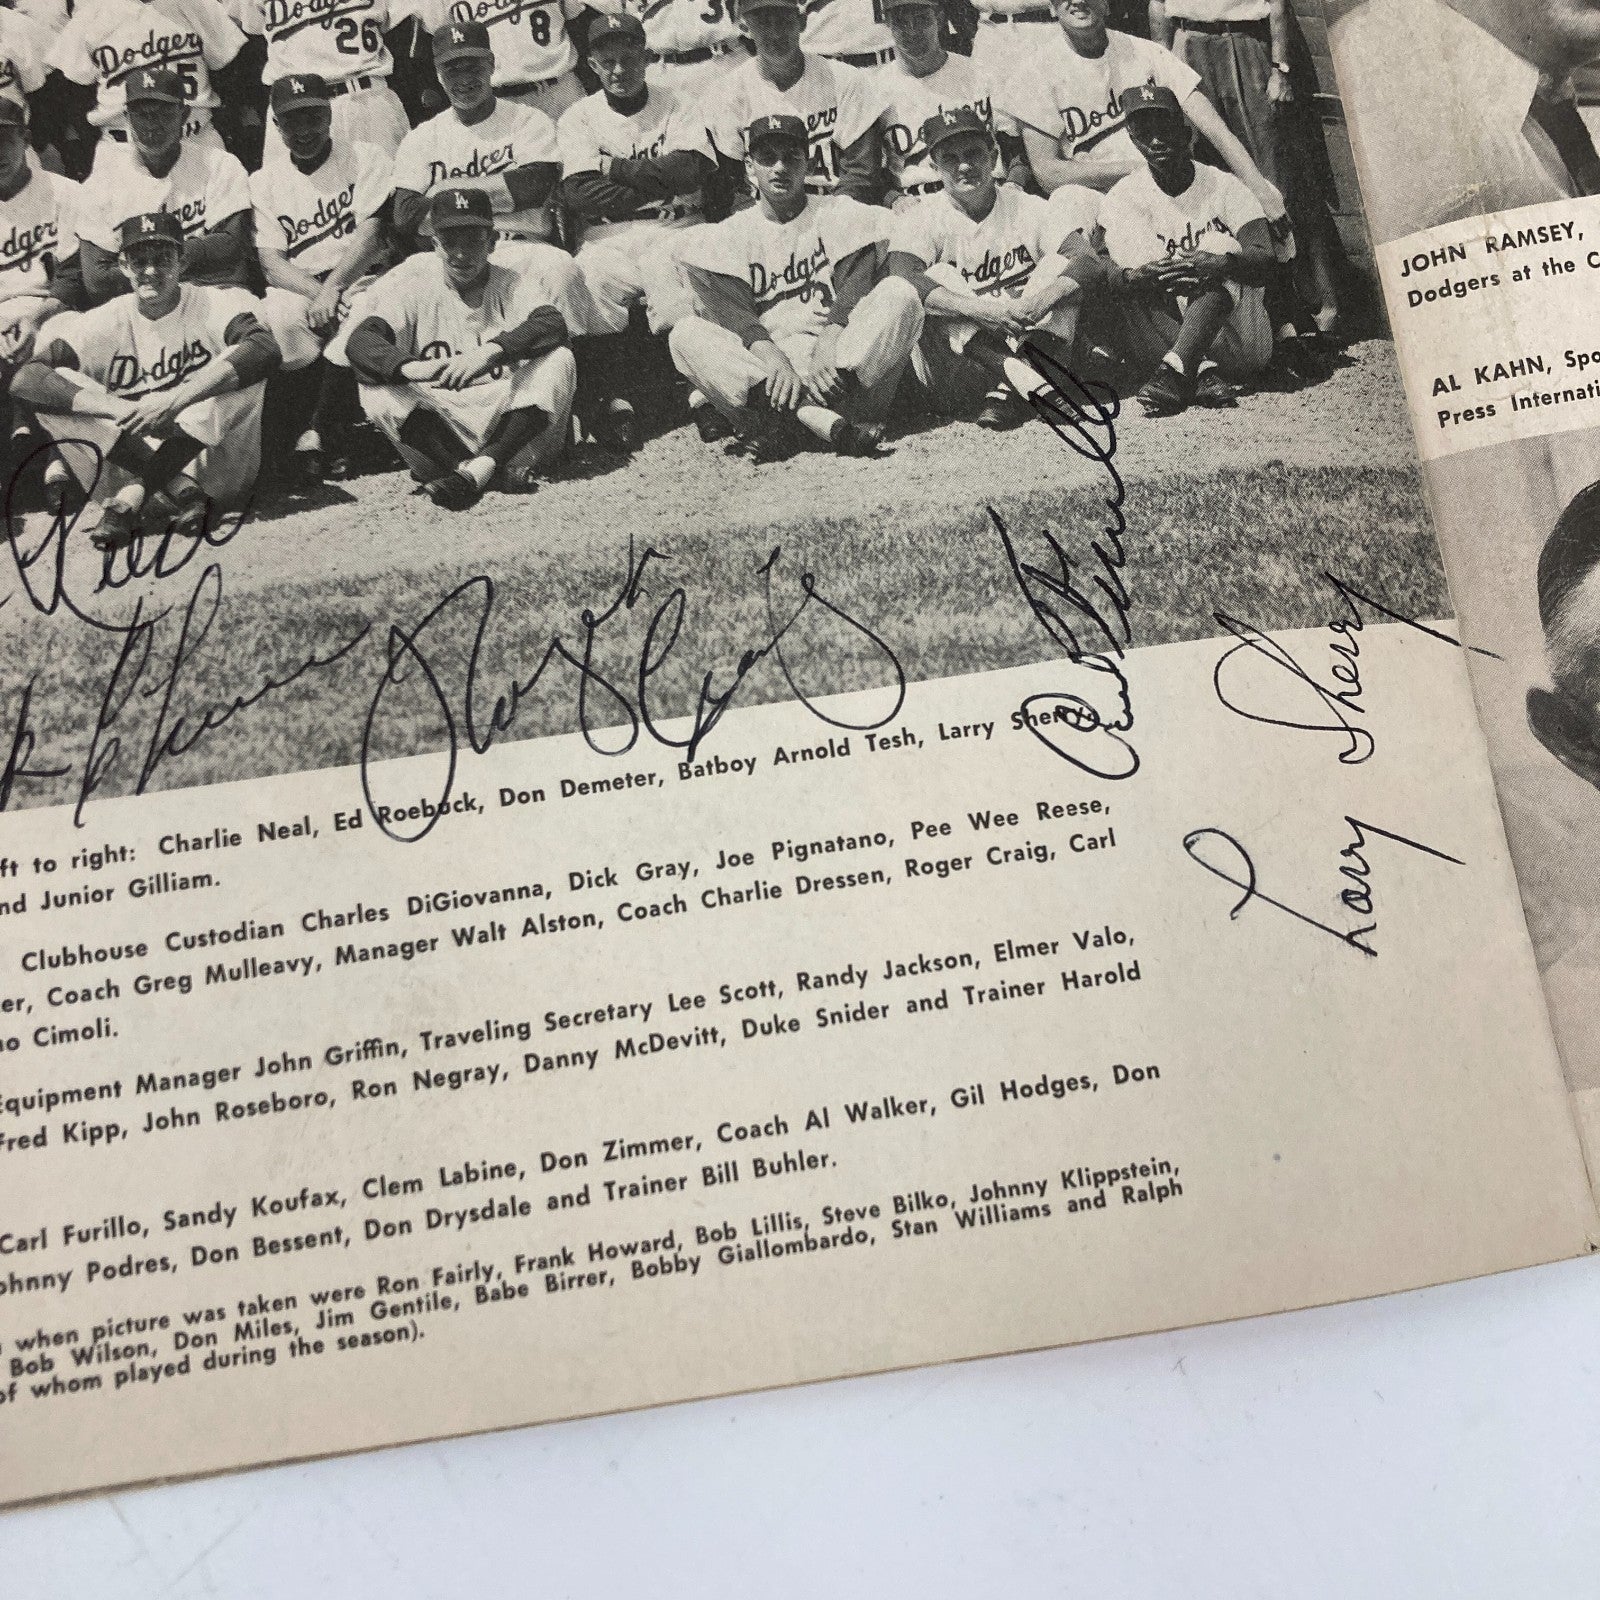 Dodgers
Dodgers
26
8
3
5
Dodgers
Dodgers
Dodgers
Dodgers
JOHN RAMSEY,
Dodgers at the C
AL KAHN, Spo
Press Internati
Reese
Roger Craig
Carl Furillo
Larry Sherry
ft to right: Charlie Neal, Ed Roebuck, Don Demeter, Batboy Arnold Tesh, Larry Sherry,
nd Junior Gilliam.
Clubhouse Custodian Charles DiGiovanna, Dick Gray, Joe Pignatano, Pee Wee Reese,
er, Coach Greg Mulleavy, Manager Walt Alston, Coach Charlie Dressen, Roger Craig, Carl
no Cimoli.
Equipment Manager John Griffin, Traveling Secretary Lee Scott, Randy Jackson, Elmer Valo,
Fred Kipp, John Roseboro, Ron Negray, Danny McDevitt, Duke Snider and Trainer Harold
Carl Furillo, Sandy Koufax, Clem Labine, Don Zimmer, Coach Al Walker, Gil Hodges, Don
ohnny Podres, Don Bessent, Don Drysdale and Trainer Bill Buhler.
when picture was taken were Ron Fairly, Frank Howard, Bob Lillis, Steve Bilko, Johnny Klippstein,
Bob Wilson, Don Miles, Jim Gentile, Babe Birrer, Bobby Giallombardo, Stan Williams and Ralph
of whom played during the season).